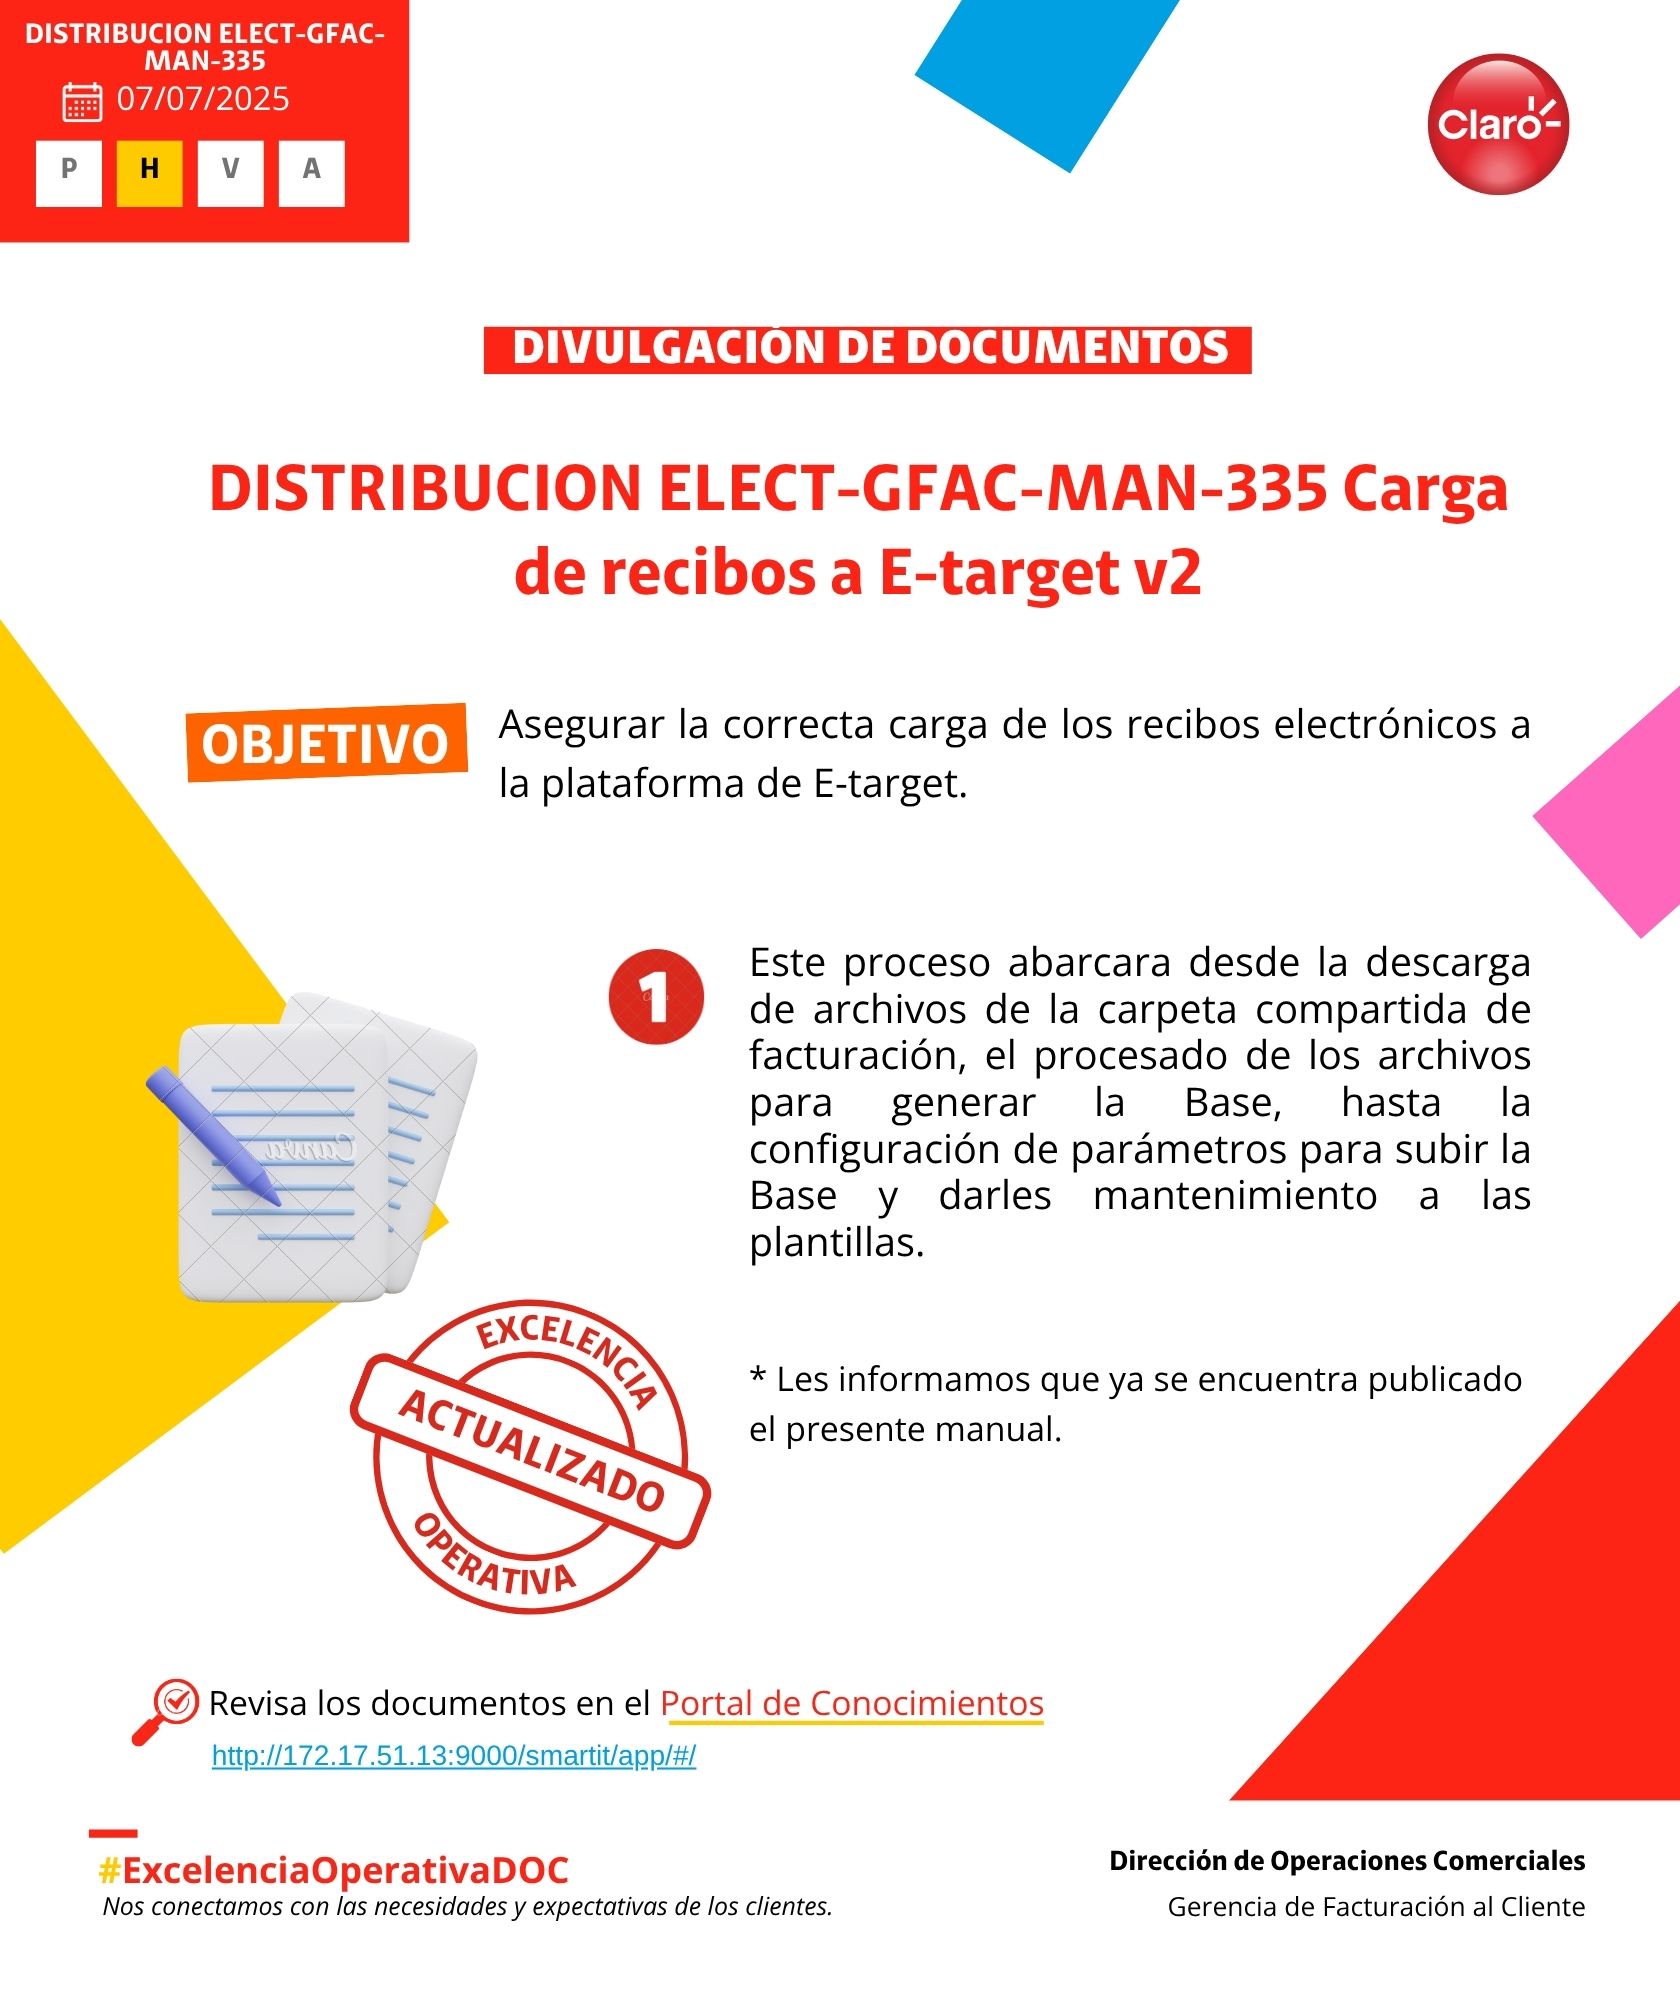 DISTRIBUCION ELECT-GFAC-
MAN-335
07/07/2025
P H V A
Claro
DIVULGACIÓN DE DOCUMENTOS
DISTRIBUCION ELECT-GFAC-MAN-335 Carga
de recibos a E-target v2
OBJETIVO
Asegurar la correcta carga de los recibos electrónicos a
la plataforma de E-target.
1
Este proceso abarcara desde la descarga
de archivos de la carpeta compartida de
facturación, el procesado de los archivos
para generar la Base, hasta la
configuración de parámetros para subir la
Base y darles mantenimiento a las
plantillas.
Canva
EXCELENCIA
ACTUALIZADO
OPERATIVA
* Les informamos que ya se encuentra publicado
el presente manual.
Revisa los documentos en el Portal de Conocimientos
http://172.17.51.13:9000/smartit/app/#/
#ExcelenciaOperativaDOC
Nos conectamos con las necesidades y expectativas de los clientes.
Dirección de Operaciones Comerciales
Gerencia de Facturación al Cliente